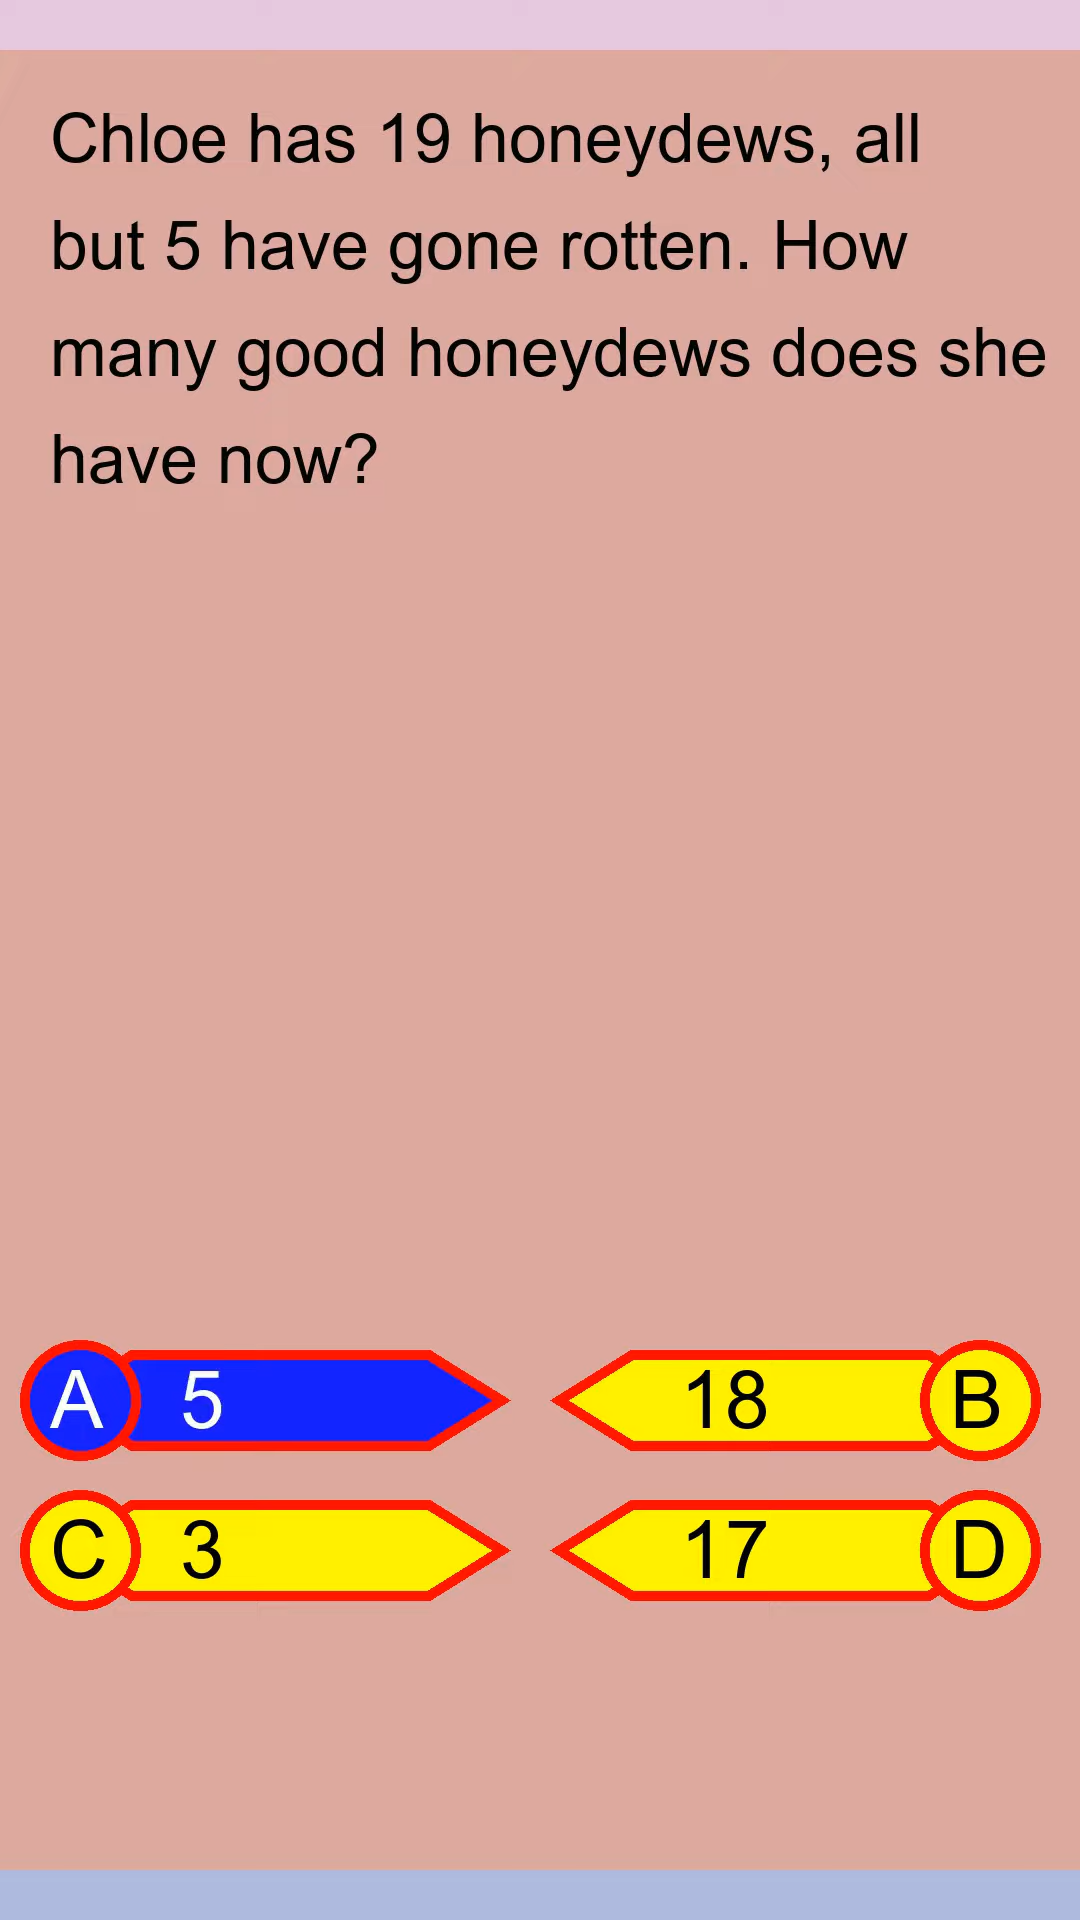 Chloe has 19 honeydews, all
but 5 have gone rotten. How
many good honeydews does she
have now?
A 5
18 B
C 3
17 D